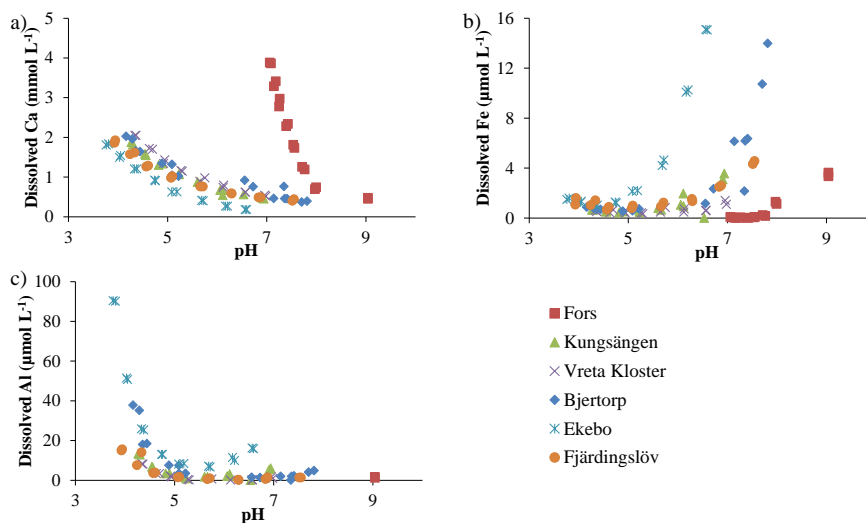 a)
Dissolved Ca (mmol L-1)
5
4
3
2
1
0
3 5 7 9
pH
b)
Dissolved Fe (µmol L-1)
16
12
8
4
0
3 5 7 9
pH
c)
Dissolved Al (µmol L-1)
100
80
60
40
20
0
3 5 7 9
pH
Fors
Kungsängen
Vreta Kloster
Bjertorp
Ekebo
Fjärdingslöv